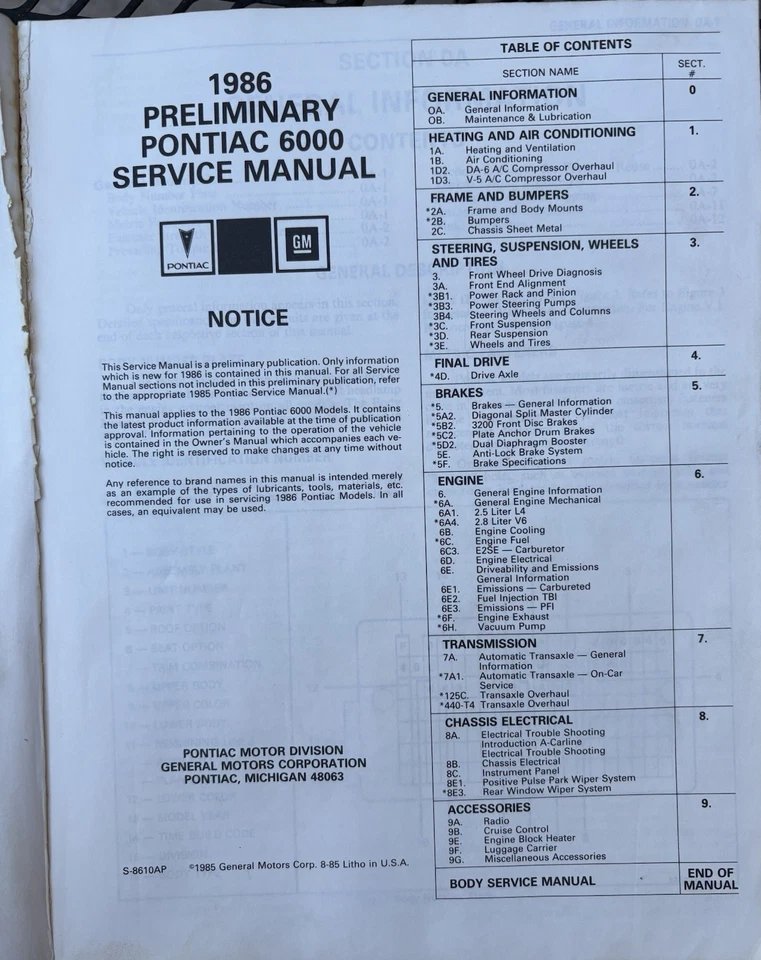 1986
PRELIMINARY
PONTIAC 6000
SERVICE MANUAL
PONTIAC
GM
NOTICE
This Service Manual is a preliminary publication. Only information
which is new for 1986 is contained in this manual. For all Service
Manual sections not included in this preliminary publication, refer
to the appropriate 1985 Pontiac Service Manual.(*)
This manual applies to the 1986 Pontiac 6000 Models. It contains
the latest product information available at the time of publication
approval. Information pertaining to the operation of the vehicle
is contained in the Owner's Manual which accompanies each ve-
hicle. The right is reserved to make changes at any time without
notice.
Any reference to brand names in this manual is intended merely
as an example of the types of lubricants, tools, materials, etc.
recommended for use in servicing 1986 Pontiac Models. In all
cases, an equivalent may be used.
PONTIAC MOTOR DIVISION
GENERAL MOTORS CORPORATION
PONTIAC, MICHIGAN 48063
S-8610AP ©1985 General Motors Corp. 8-85 Litho in U.S.A.
TABLE OF CONTENTS
SECTION NAME SECT. #
GENERAL INFORMATION 0
OA. General Information
OB. Maintenance & Lubrication
HEATING AND AIR CONDITIONING 1.
1A. Heating and Ventilation
1B. Air Conditioning
1D2. DA-6 A/C Compressor Overhaul
1D3. V-5 A/C Compressor Overhaul
FRAME AND BUMPERS 2.
*2A. Frame and Body Mounts
*2B. Bumpers
2C. Chassis Sheet Metal
STEERING, SUSPENSION, WHEELS 3.
AND TIRES
3. Front Wheel Drive Diagnosis
3A. Front End Alignment
*3B1. Power Rack and Pinion
*3B3. Power Steering Pumps
3B4. Steering Wheels and Columns
*3C. Front Suspension
*3D. Rear Suspension
*3E. Wheels and Tires
FINAL DRIVE 4.
*4D. Drive Axle
BRAKES 5.
*5. Brakes — General Information
*5A2. Diagonal Split Master Cylinder
*5B2. 3200 Front Disc Brakes
*5C2. Plate Anchor Drum Brakes
*5D2. Dual Diaphragm Booster
5E. Anti-Lock Brake System
*5F. Brake Specifications
ENGINE 6.
6. General Engine Information
*6A. General Engine Mechanical
6A1. 2.5 Liter L4
*6A4. 2.8 Liter V6
6B. Engine Cooling
*6C. Engine Fuel
6C3. E2SE — Carburetor
6D. Engine Electrical
6E. Driveability and Emissions
General Information
6E1. Emissions — Carbureted
6E2. Fuel Injection TBI
6E3. Emissions — PFI
*6F. Engine Exhaust
*6H. Vacuum Pump
TRANSMISSION 7.
7A. Automatic Transaxle — General
Information
*7A1. Automatic Transaxle — On-Car
Service
*125C. Transaxle Overhaul
*440-T4 Transaxle Overhaul
CHASSIS ELECTRICAL 8.
8A. Electrical Trouble Shooting
Introduction A-Carline
Electrical Trouble Shooting
8B. Chassis Electrical
8C. Instrument Panel
8E1. Positive Pulse Park Wiper System
*8E3. Rear Window Wiper System
ACCESSORIES 9.
9A. Radio
9B. Cruise Control
9E. Engine Block Heater
9F. Luggage Carrier
9G. Miscellaneous Accessories
BODY SERVICE MANUAL END OF MANUAL